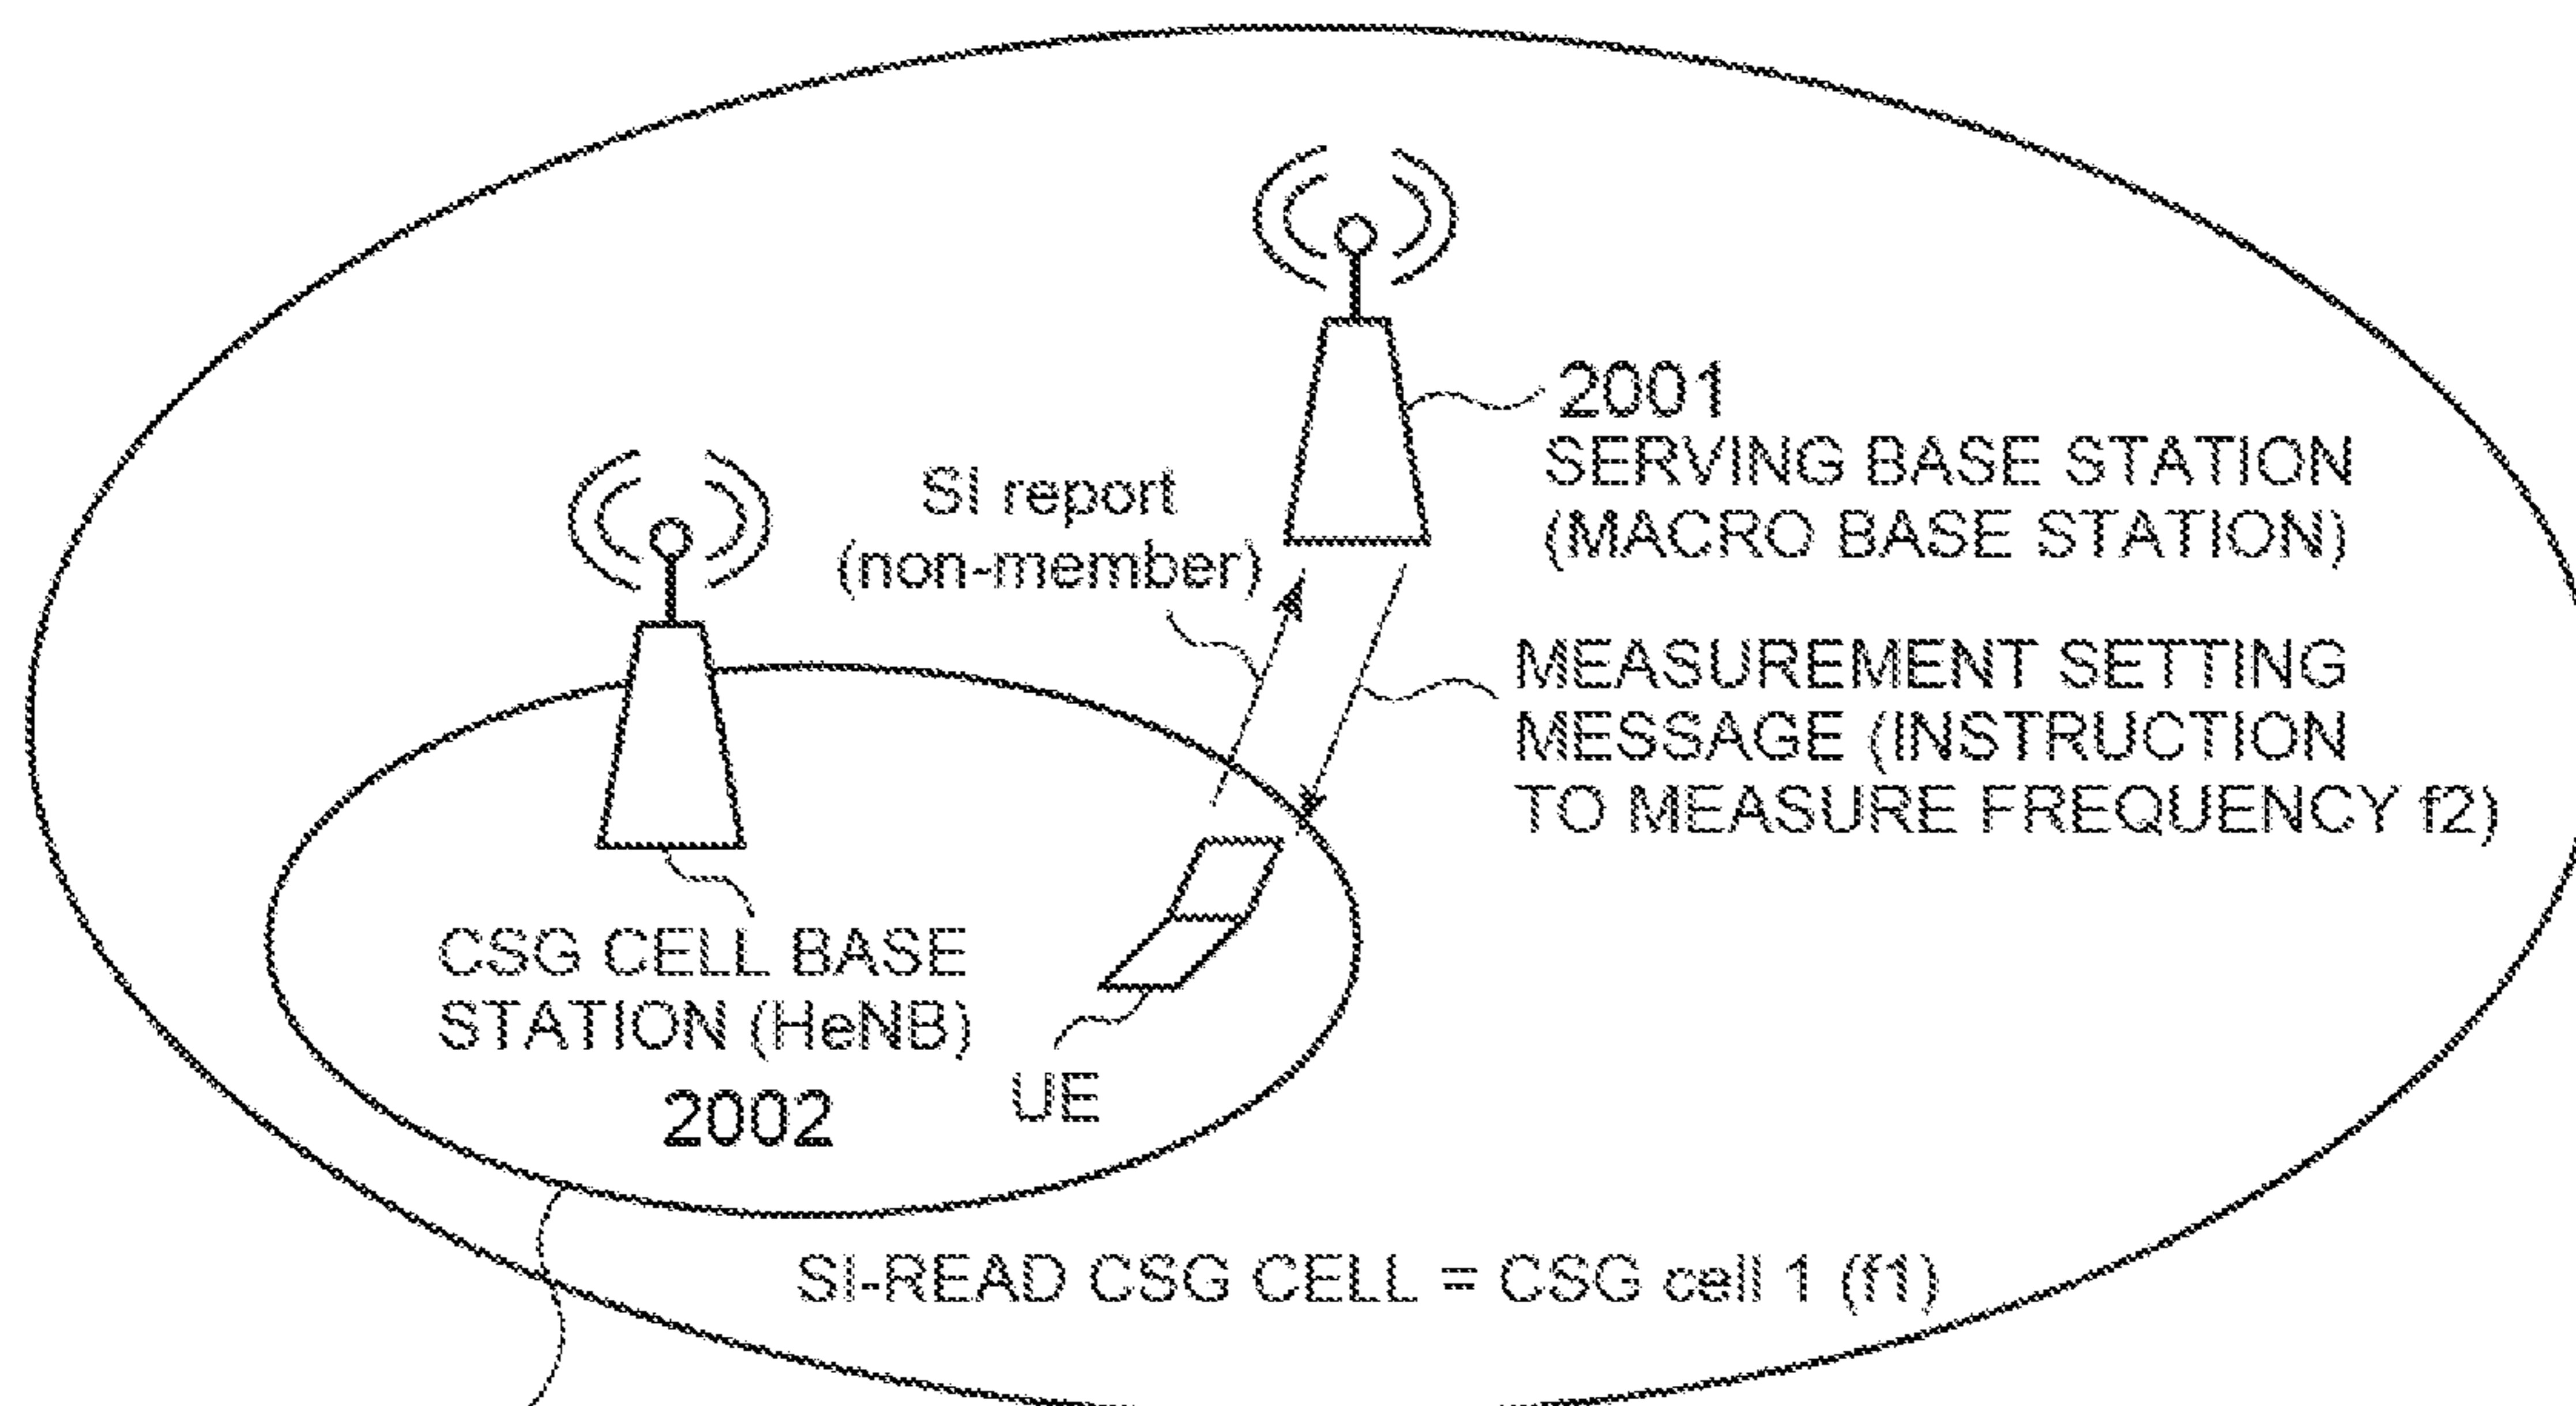 2001
SERVING BASE STATION
(MACRO BASE STATION)
SI report
(non-member)
MEASUREMENT SETTING
MESSAGE (INSTRUCTION
TO MEASURE FREQUENCY f2)
CSG CELL BASE
STATION (HeNB)
2002
UE
SI-READ CSG CELL = CSG cell 1 (f1)